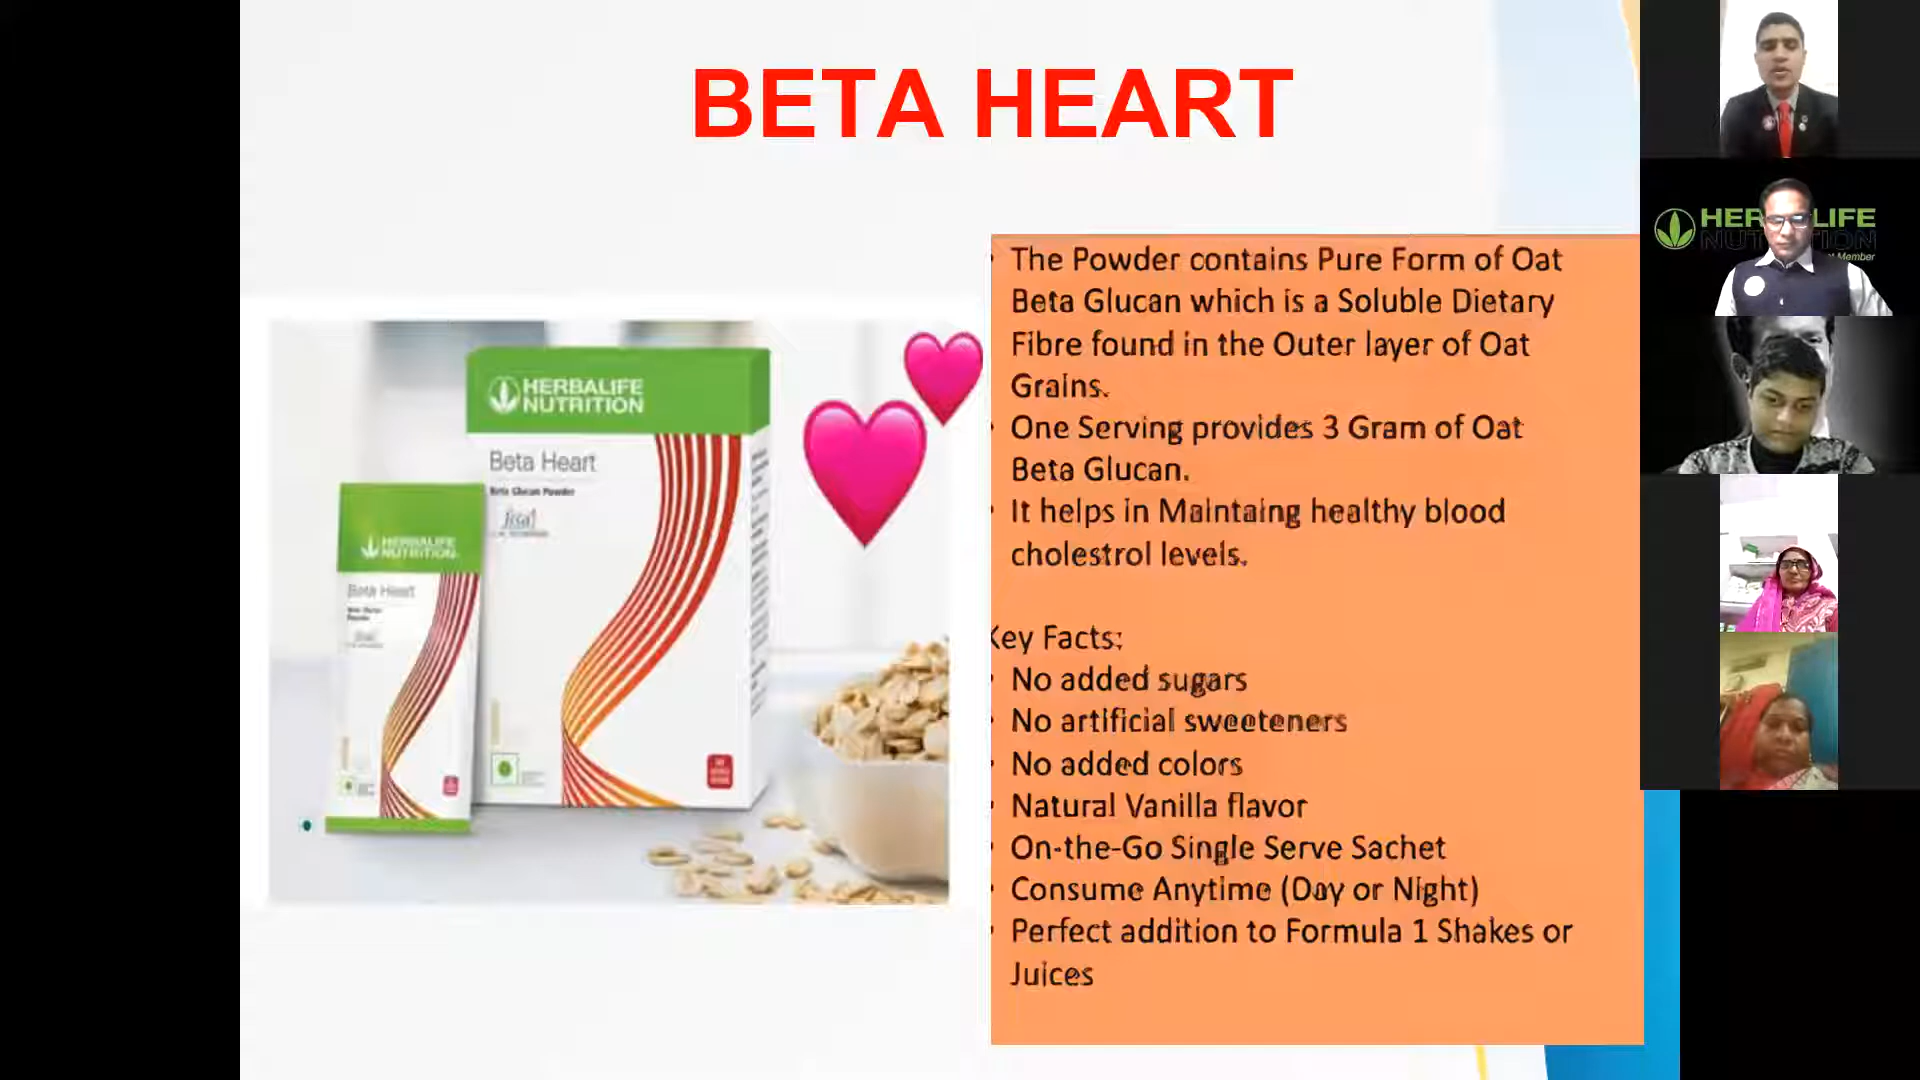 BETA HEART
The Powder contains Pure Form of Oat
Beta Glucan which is a Soluble Dietary
Fibre found in the Outer layer of Oat
Grains.
One Serving provides 3 Gram of Oat
Beta Glucan.
It helps in Maintaing healthy blood
cholestrol levels.
Key Facts:
No added sugars
No artificial sweeteners
No added colors
Natural Vanilla flavor
On-the-Go Single Serve Sachet
Consume Anytime (Day or Night)
Perfect addition to Formula 1 Shakes or
Juices
HERBALIFE
NUTRITION
Beta Heart
Beta Glucan Powder
HERBALIFE
NUTRITION
Beta Heart
HERBALIFE
NUTRITION
Member